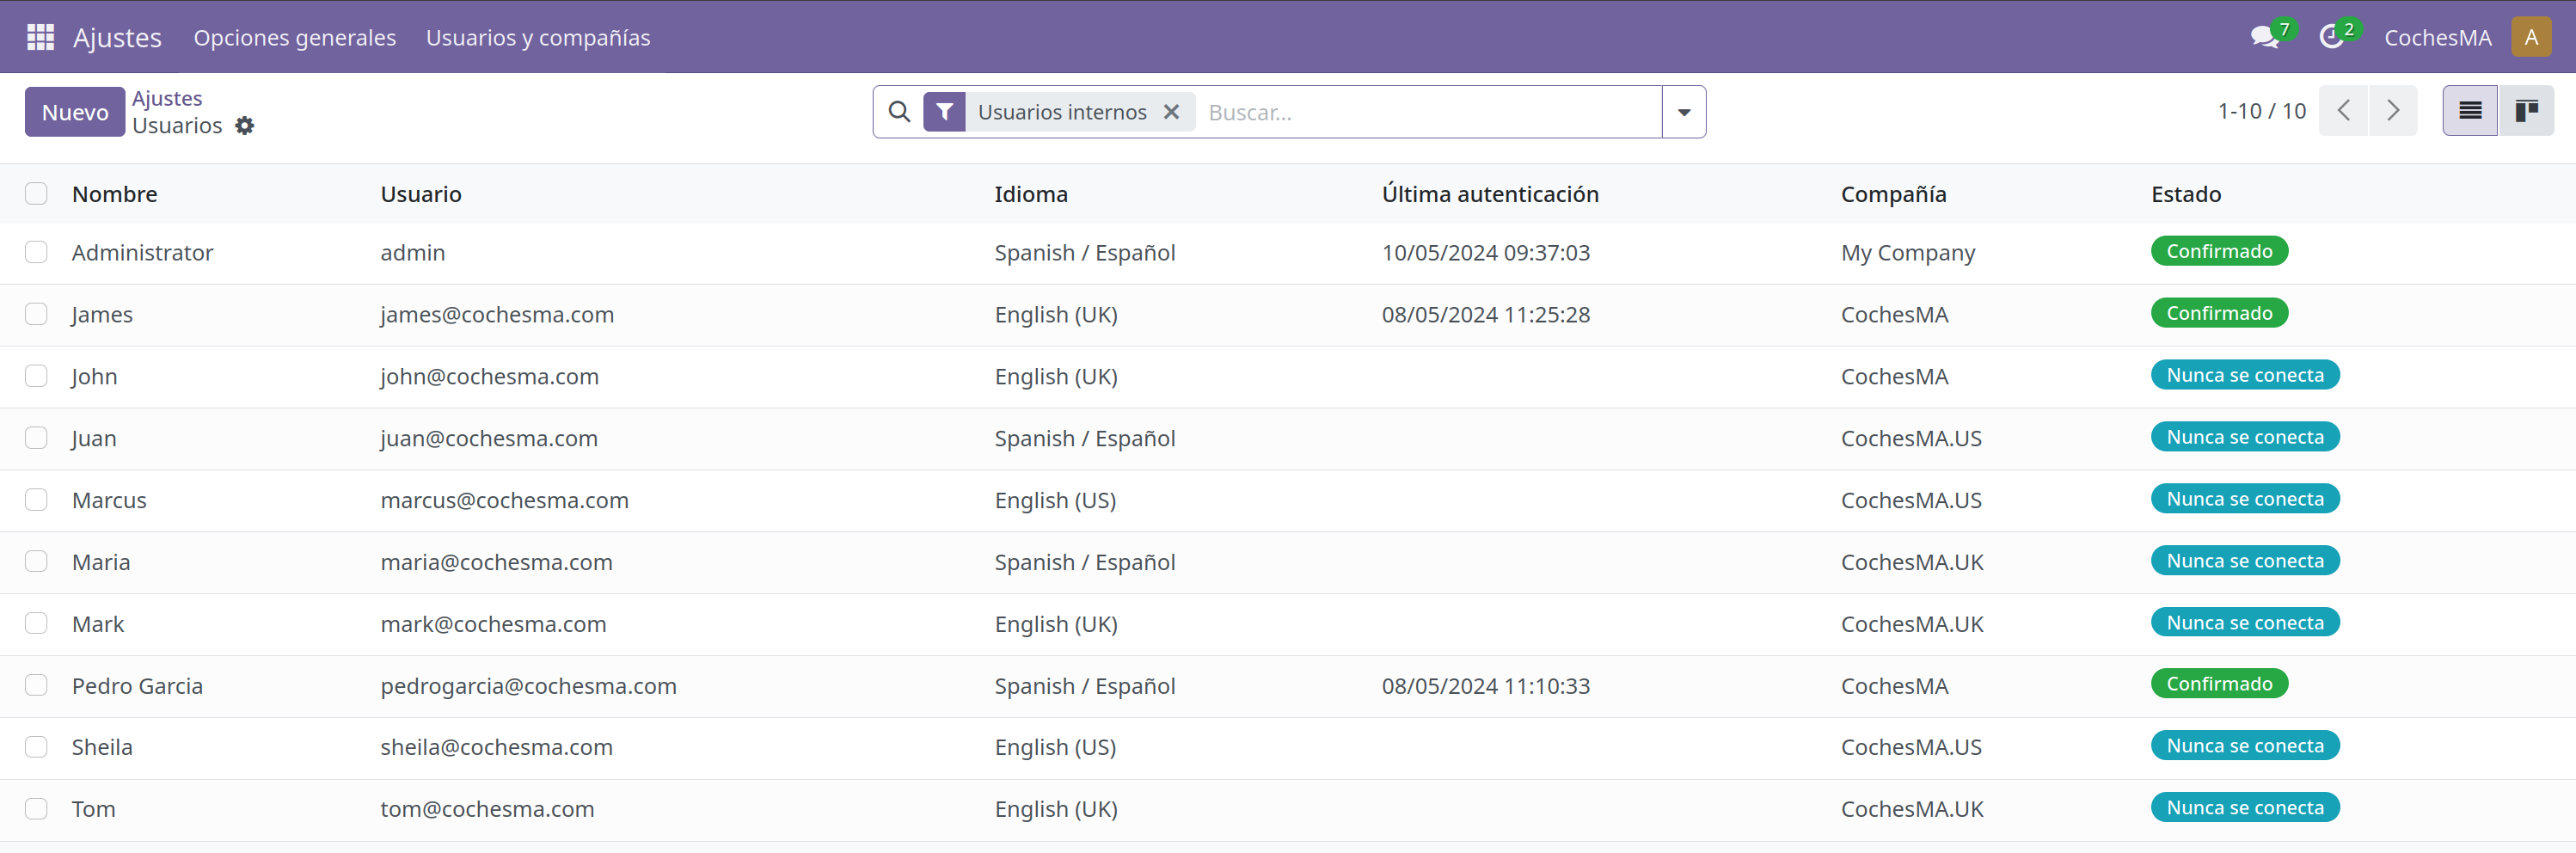 Ajustes Opciones generales Usuarios y compañías 7 2 CochesMA A
Nuevo Ajustes
Usuarios
Usuarios internos Buscar... 1-10 / 10
Nombre Usuario Idioma Última autenticación Compañía Estado
Administrator admin Spanish / Español 10/05/2024 09:37:03 My Company Confirmado
James james@cochesma.com English (UK) 08/05/2024 11:25:28 CochesMA Confirmado
John john@cochesma.com English (UK) CochesMA Nunca se conecta
Juan juan@cochesma.com Spanish / Español CochesMA.US Nunca se conecta
Marcus marcus@cochesma.com English (US) CochesMA.US Nunca se conecta
Maria maria@cochesma.com Spanish / Español CochesMA.UK Nunca se conecta
Mark mark@cochesma.com English (UK) CochesMA.UK Nunca se conecta
Pedro Garcia pedrogarcia@cochesma.com Spanish / Español 08/05/2024 11:10:33 CochesMA Confirmado
Sheila sheila@cochesma.com English (US) CochesMA.US Nunca se conecta
Tom tom@cochesma.com English (UK) CochesMA.UK Nunca se conecta